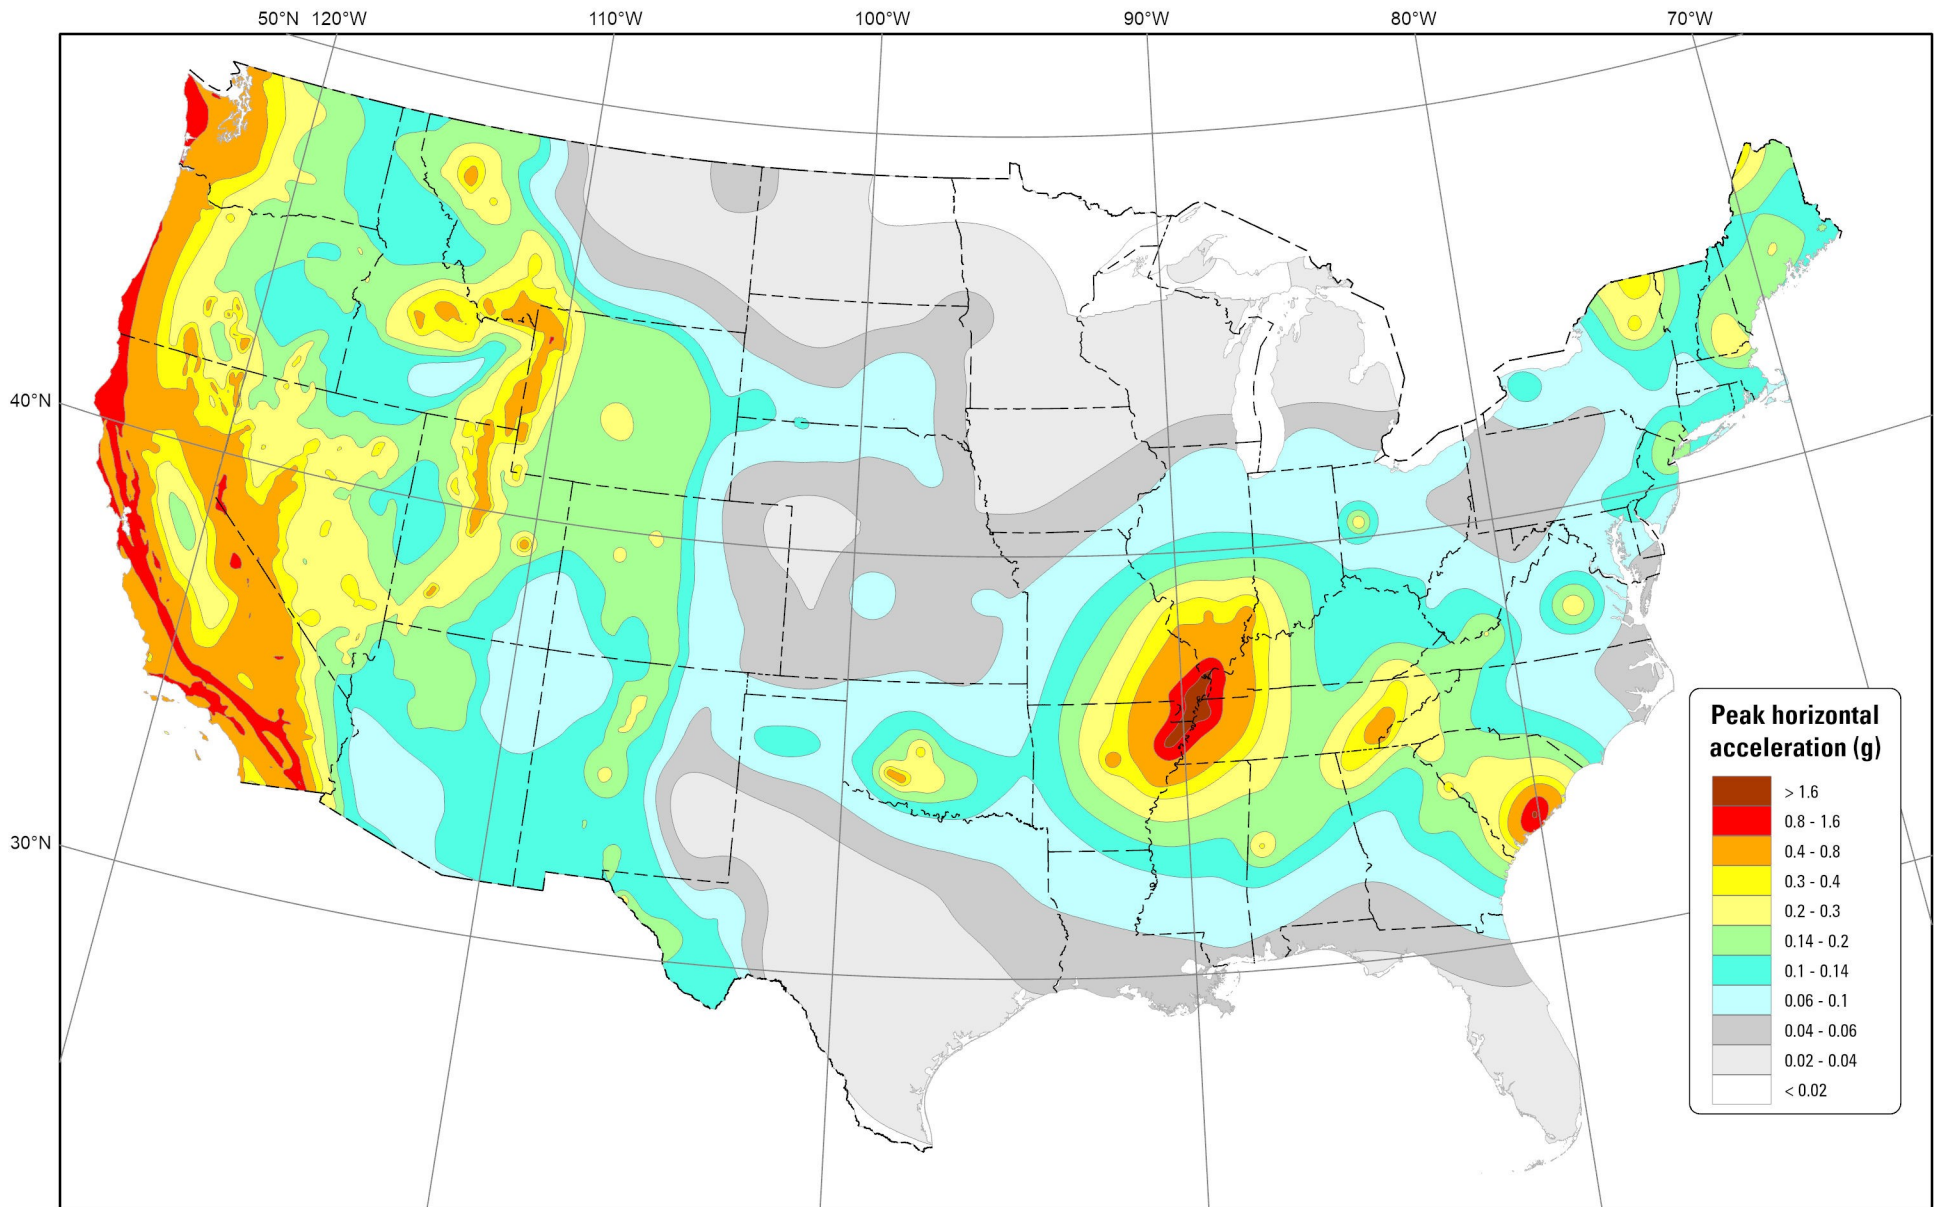 50°N 120°W 110°W 100°W 90°W 80°W 70°W
40°N
30°N
Peak horizontal
acceleration (g)
> 1.6
0.8 - 1.6
0.4 - 0.8
0.3 - 0.4
0.2 - 0.3
0.14 - 0.2
0.1 - 0.14
0.06 - 0.1
0.04 - 0.06
0.02 - 0.04
< 0.02